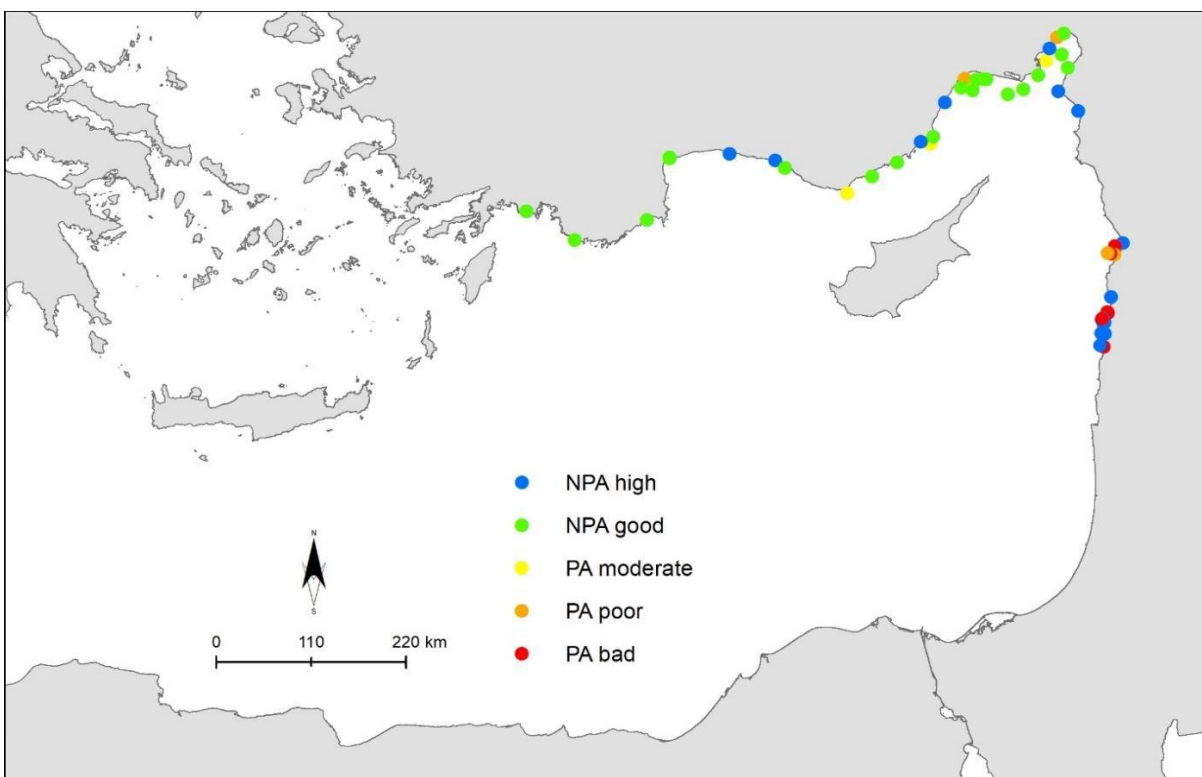 NPA high
NPA good
PA moderate
PA poor
PA bad
N
S
0 110 220 km